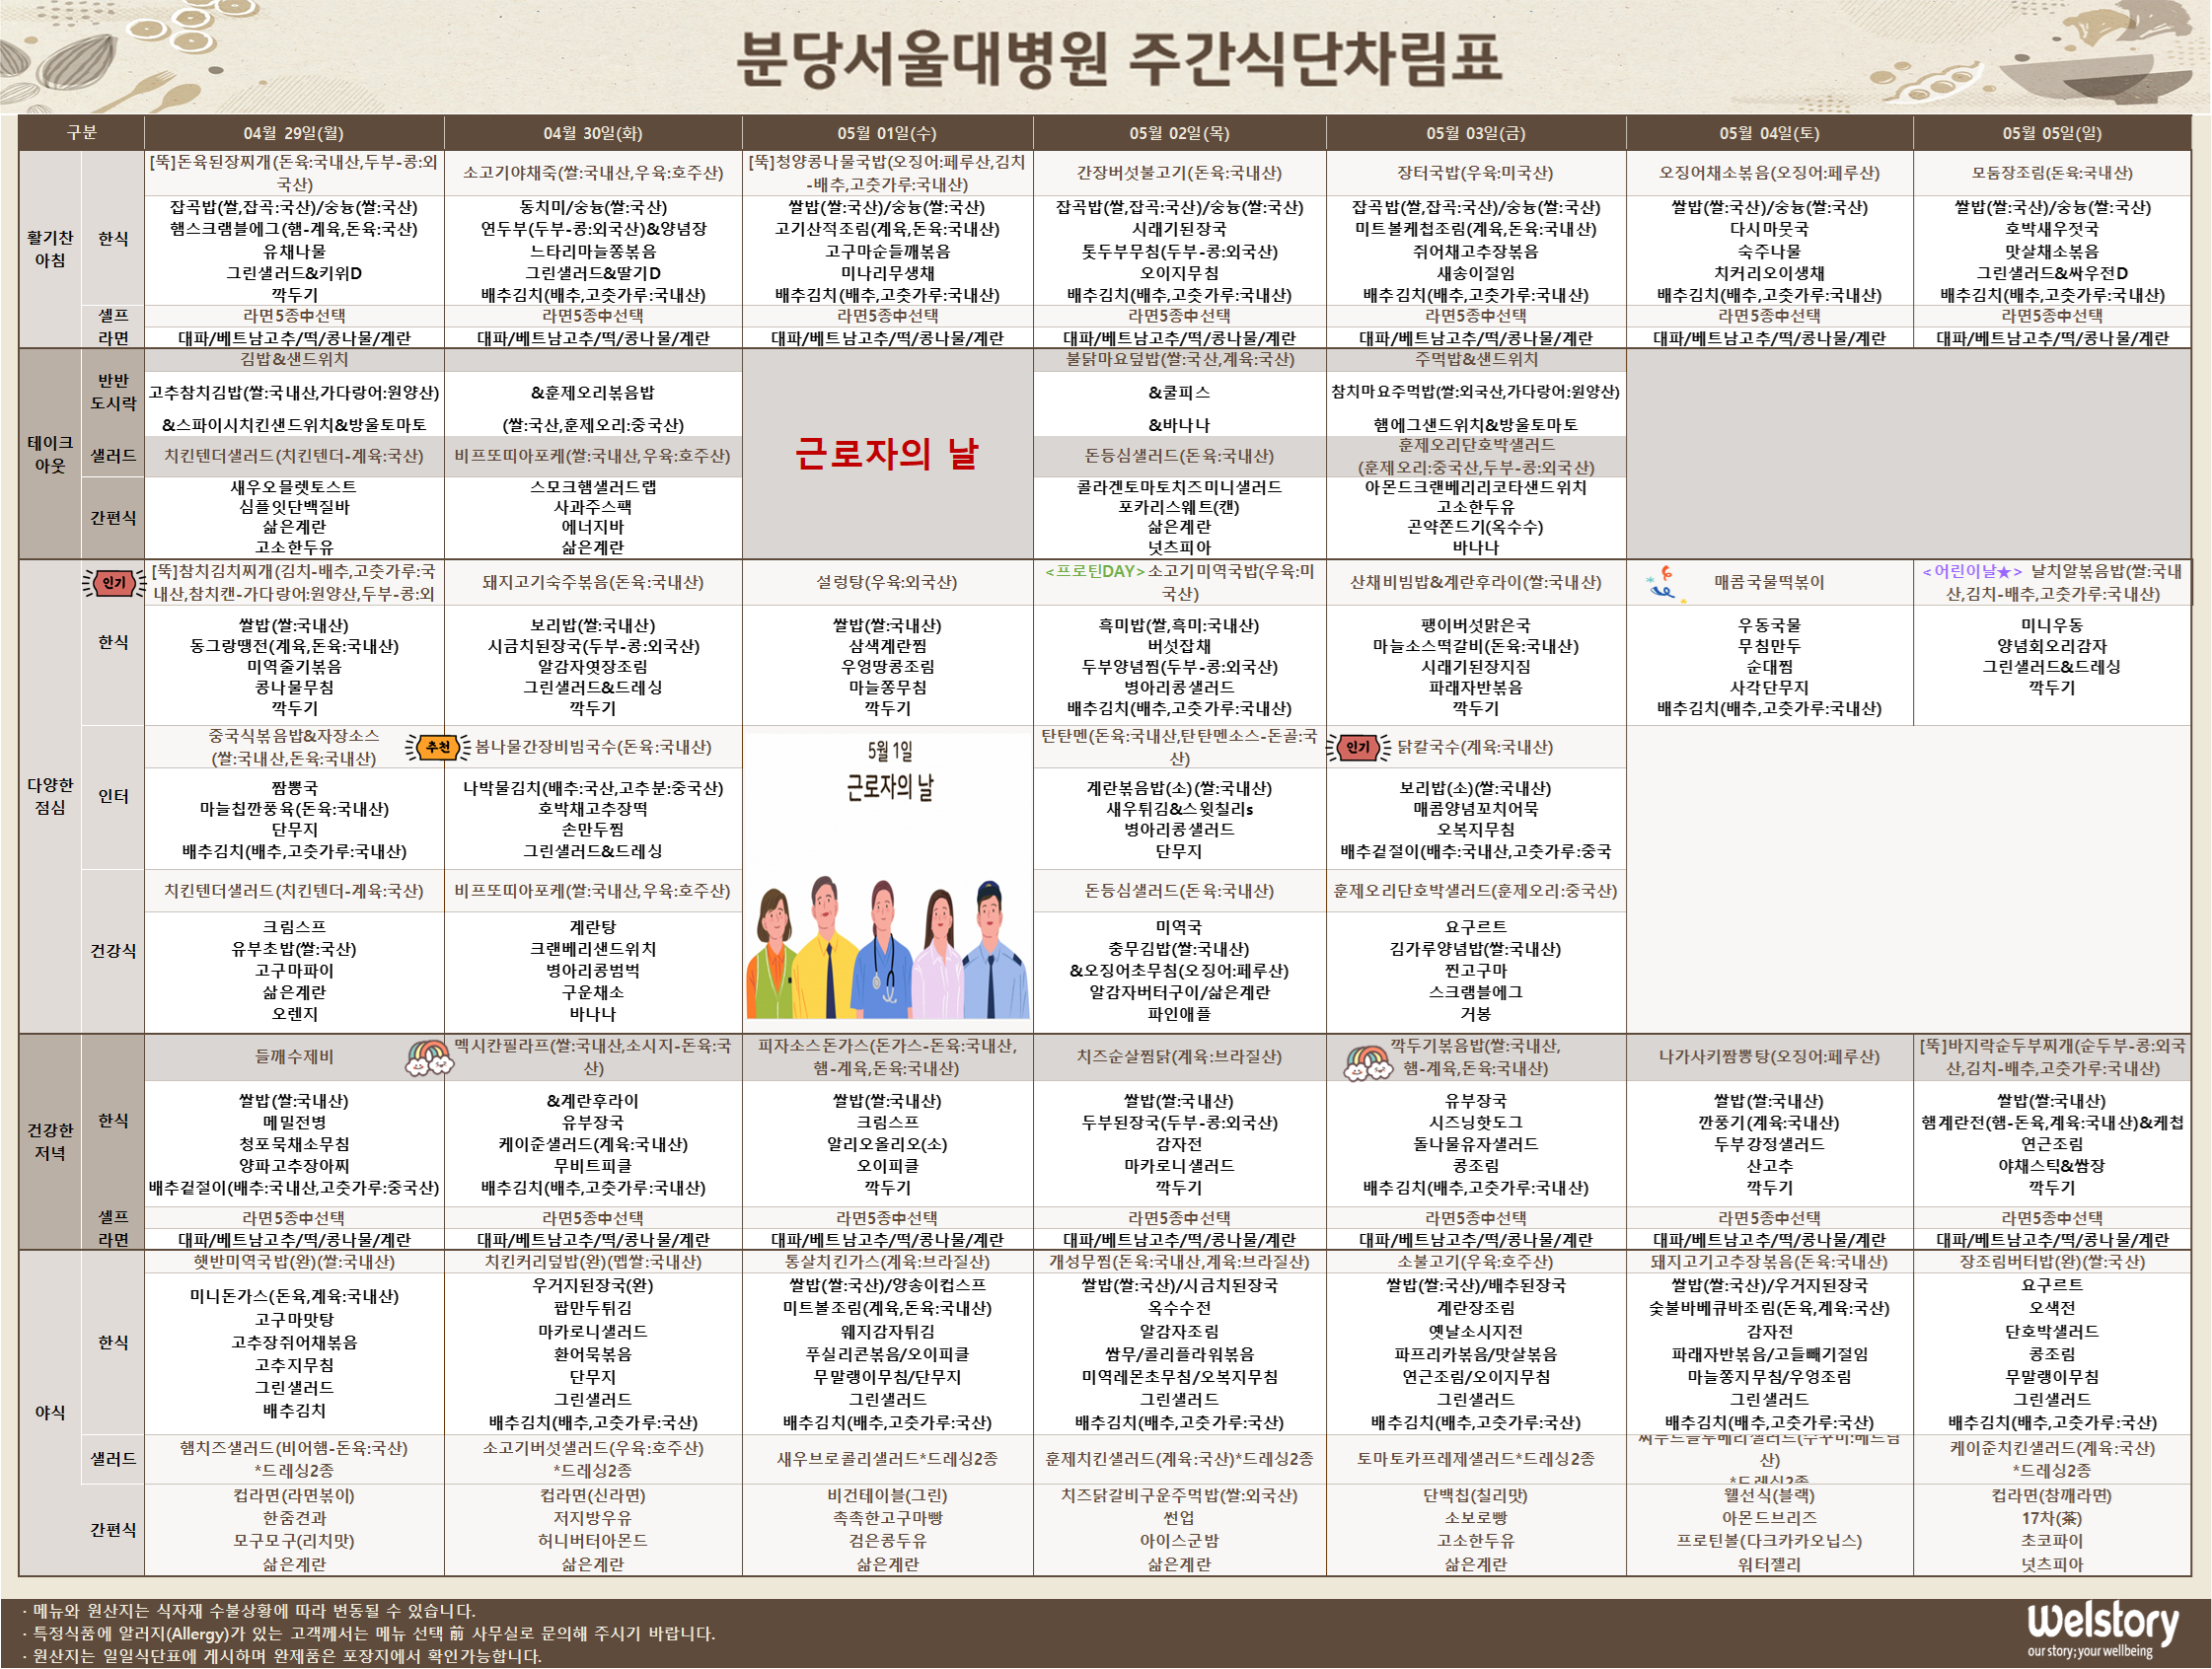 분당서울대병원 주간식단차림표
구분
04월 29일(월)
04월 30일(화)
05월 01일(수)
05월 02일(목)
05월 03일(금)
05월 04일(토)
05월 05일(일)
활기찬
아침
한식
[뚝]돈육된장찌개(돈육:국내산,두부-콩:외
국산)
잡곡밥(쌀,잡곡:국산)/숭늉(쌀:국산)
햄스크램블에그(햄-계육,돈육:국산)
유채나물
그린샐러드&키위D
깍두기
소고기야채죽(쌀:국내산,우육:호주산)
동치미/숭늉(쌀:국산)
연두부(두부-콩:외국산)&양념장
느타리마늘쫑볶음
그린샐러드&딸기D
배추김치(배추,고춧가루:국내산)
[뚝]청양콩나물국밥(오징어:페루산,김치
-배추,고춧가루:국내산)
쌀밥(쌀:국산)/숭늉(쌀:국산)
고기산적조림(계육,돈육:국내산)
고구마순들깨볶음
미나리무생채
배추김치(배추,고춧가루:국내산)
간장버섯불고기(돈육:국내산)
잡곡밥(쌀,잡곡:국산)/숭늉(쌀:국산)
시래기된장국
톳두부무침(두부-콩:외국산)
오이지무침
배추김치(배추,고춧가루:국내산)
장터국밥(우육:미국산)
잡곡밥(쌀,잡곡:국산)/숭늉(쌀:국산)
미트볼케첩조림(계육,돈육:국내산)
쥐어채고추장볶음
새송이절임
배추김치(배추,고춧가루:국내산)
오징어채소볶음(오징어:페루산)
쌀밥(쌀:국산)/숭늉(쌀:국산)
다시마뭇국
숙주나물
치커리오이생채
배추김치(배추,고춧가루:국내산)
모둠장조림(돈육:국내산)
쌀밥(쌀:국산)/숭늉(쌀:국산)
호박새우젓국
맛살채소볶음
그린샐러드&싸우전D
배추김치(배추,고춧가루:국내산)
셀프
라면
라면5종中선택
대파/베트남고추/떡/콩나물/계란
라면5종中선택
대파/베트남고추/떡/콩나물/계란
라면5종中선택
대파/베트남고추/떡/콩나물/계란
라면5종中선택
대파/베트남고추/떡/콩나물/계란
라면5종中선택
대파/베트남고추/떡/콩나물/계란
라면5종中선택
대파/베트남고추/떡/콩나물/계란
라면5종中선택
대파/베트남고추/떡/콩나물/계란
테이크
아웃
반반
도시락
김밥&샌드위치
고추참치김밥(쌀:국내산,가다랑어:원양산)
&스파이시치킨샌드위치&방울토마토
&훈제오리볶음밥
(쌀:국산,훈제오리:중국산)
근로자의 날
불닭마요덮밥(쌀:국산,계육:국산)
&쿨피스
&바나나
주먹밥&샌드위치
참치마요주먹밥(쌀:외국산,가다랑어:원양산)
햄에그샌드위치&방울토마토
샐러드
치킨텐더샐러드(치킨텐더-계육:국산)
비프또띠아포케(쌀:국내산,우육:호주산)
돈등심샐러드(돈육:국내산)
훈제오리단호박샐러드
(훈제오리:중국산,두부-콩:외국산)
간편식
새우오믈렛토스트
심플잇단백질바
삶은계란
고소한두유
스모크햄샐러드랩
사과주스팩
에너지바
삶은계란
콜라겐토마토치즈미니샐러드
포카리스웨트(캔)
삶은계란
넛츠피아
아몬드크랜베리리코타샌드위치
고소한두유
곤약쫀드기(옥수수)
바나나
다양한
점심
인기
한식
[뚝]참치김치찌개(김치-배추,고춧가루:국
내산,참치캔-가다랑어:원양산,두부-콩:외
쌀밥(쌀:국내산)
동그랑땡전(계육,돈육:국내산)
미역줄기볶음
콩나물무침
깍두기
돼지고기숙주볶음(돈육:국내산)
보리밥(쌀:국내산)
시금치된장국(두부-콩:외국산)
알감자엿장조림
그린샐러드&드레싱
깍두기
설렁탕(우육:외국산)
쌀밥(쌀:국내산)
삼색계란찜
우엉땅콩조림
마늘쫑무침
깍두기
<프로틴DAY>소고기미역국밥(우육:미
국산)
흑미밥(쌀,흑미:국내산)
버섯잡채
두부양념찜(두부-콩:외국산)
병아리콩샐러드
배추김치(배추,고춧가루:국내산)
산채비빔밥&계란후라이(쌀:국내산)
팽이버섯맑은국
마늘소스떡갈비(돈육:국내산)
시래기된장지짐
파래자반볶음
깍두기
매콤국물떡볶이
우동국물
무침만두
순대찜
사각단무지
배추김치(배추,고춧가루:국내산)
<어린이날★> 날치알볶음밥(쌀:국내
산,김치-배추,고춧가루:국내산)
미니우동
양념회오리감자
그린샐러드&드레싱
깍두기
인터
중국식볶음밥&자장소스
(쌀:국내산,돈육:국내산)
짬뽕국
마늘칩깐풍육(돈육:국내산)
단무지
배추김치(배추,고춧가루:국내산)
추천
봄나물간장비빔국수(돈육:국내산)
나박물김치(배추:국산,고추분:중국산)
호박채고추장떡
손만두찜
그린샐러드&드레싱
5월 1일
근로자의 날
탄탄멘(돈육:국내산,탄탄멘소스-돈골:국
산)
계란볶음밥(소)(쌀:국내산)
새우튀김&스윗칠리s
병아리콩샐러드
단무지
인기
닭칼국수(계육:국내산)
보리밥(소)(쌀:국내산)
매콤양념꼬치어묵
오복지무침
배추겉절이(배추:국내산,고춧가루:중국
건강식
치킨텐더샐러드(치킨텐더-계육:국산)
크림스프
유부초밥(쌀:국산)
고구마파이
삶은계란
오렌지
비프또띠아포케(쌀:국내산,우육:호주산)
계란탕
크랜베리샌드위치
병아리콩범벅
구운채소
바나나
돈등심샐러드(돈육:국내산)
미역국
충무김밥(쌀:국내산)
&오징어초무침(오징어:페루산)
알감자버터구이/삶은계란
파인애플
훈제오리단호박샐러드(훈제오리:중국산)
요구르트
김가루양념밥(쌀:국내산)
찐고구마
스크램블에그
거봉
건강한
저녁
한식
들깨수제비
쌀밥(쌀:국내산)
메밀전병
청포묵채소무침
양파고추장아찌
배추겉절이(배추:국내산,고춧가루:중국산)
멕시칸필라프(쌀:국내산,소시지-돈육:국
산)
&계란후라이
유부장국
케이준샐러드(계육:국내산)
무비트피클
배추김치(배추,고춧가루:국내산)
피자소스돈가스(돈가스-돈육:국내산,
햄-계육,돈육:국내산)
쌀밥(쌀:국내산)
크림스프
알리오올리오(소)
오이피클
깍두기
치즈순살찜닭(계육:브라질산)
쌀밥(쌀:국내산)
두부된장국(두부-콩:외국산)
감자전
마카로니샐러드
깍두기
깍두기볶음밥(쌀:국내산,
햄-계육,돈육:국내산)
유부장국
시즈닝핫도그
돌나물유자샐러드
콩조림
배추김치(배추,고춧가루:국내산)
나가사키짬뽕탕(오징어:페루산)
쌀밥(쌀:국내산)
깐풍기(계육:국내산)
두부강정샐러드
산고추
깍두기
[뚝]바지락순두부찌개(순두부-콩:외국
산,김치-배추,고춧가루:국내산)
쌀밥(쌀:국내산)
햄계란전(햄-돈육,계육:국내산)&케첩
연근조림
야채스틱&쌈장
깍두기
셀프
라면
라면5종中선택
대파/베트남고추/떡/콩나물/계란
라면5종中선택
대파/베트남고추/떡/콩나물/계란
라면5종中선택
대파/베트남고추/떡/콩나물/계란
라면5종中선택
대파/베트남고추/떡/콩나물/계란
라면5종中선택
대파/베트남고추/떡/콩나물/계란
라면5종中선택
대파/베트남고추/떡/콩나물/계란
라면5종中선택
대파/베트남고추/떡/콩나물/계란
야식
한식
햇반미역국밥(완)(쌀:국내산)
미니돈가스(돈육,계육:국내산)
고구마맛탕
고추장쥐어채볶음
고추지무침
그린샐러드
배추김치
치킨커리덮밥(완)(멥쌀:국내산)
우거지된장국(완)
팝만두튀김
마카로니샐러드
환어묵볶음
단무지
그린샐러드
배추김치(배추,고춧가루:국산)
통살치킨가스(계육:브라질산)
쌀밥(쌀:국산)/양송이컵스프
미트볼조림(계육,돈육:국내산)
웨지감자튀김
푸실리콘볶음/오이피클
무말랭이무침/단무지
그린샐러드
배추김치(배추,고춧가루:국산)
개성무찜(돈육:국내산,계육:브라질산)
쌀밥(쌀:국산)/시금치된장국
옥수수전
알감자조림
쌈무/콜리플라워볶음
미역레몬초무침/오복지무침
그린샐러드
배추김치(배추,고춧가루:국산)
소불고기(우육:호주산)
쌀밥(쌀:국산)/배추된장국
계란장조림
옛날소시지전
파프리카볶음/맛살볶음
연근조림/오이지무침
그린샐러드
배추김치(배추,고춧가루:국산)
돼지고기고추장볶음(돈육:국내산)
쌀밥(쌀:국산)/우거지된장국
숯불바베큐바조림(돈육,계육:국산)
감자전
파래자반볶음/고들빼기절임
마늘쫑지무침/우엉조림
그린샐러드
배추김치(배추,고춧가루:국산)
장조림버터밥(완)(쌀:국산)
요구르트
오색전
단호박샐러드
콩조림
무말랭이무침
그린샐러드
배추김치(배추,고춧가루:국산)
샐러드
햄치즈샐러드(비어햄-돈육:국산)
*드레싱2종
소고기버섯샐러드(우육:호주산)
*드레싱2종
새우브로콜리샐러드*드레싱2종
훈제치킨샐러드(계육:국산)*드레싱2종
토마토카프레제샐러드*드레싱2종
산)
*드레싱2종
케이준치킨샐러드(계육:국산)
*드레싱2종
간편식
컵라면(라면볶이)
한줌견과
모구모구(리치맛)
삶은계란
컵라면(신라면)
저지방우유
허니버터아몬드
삶은계란
비건테이블(그린)
촉촉한고구마빵
검은콩두유
삶은계란
치즈닭갈비구운주먹밥(쌀:외국산)
썬업
아이스군밤
삶은계란
단백칩(칠리맛)
소보로빵
고소한두유
삶은계란
웰선식(블랙)
아몬드브리즈
프로틴볼(다크카카오닙스)
워터젤리
컵라면(참깨라면)
17차(茶)
초코파이
넛츠피아
· 메뉴와 원산지는 식자재 수불상황에 따라 변동될 수 있습니다.
· 특정식품에 알러지(Allergy)가 있는 고객께서는 메뉴 선택 前 사무실로 문의해 주시기 바랍니다.
· 원산지는 일일식단표에 게시하며 완제품은 포장지에서 확인가능합니다.
welstory
our story; your wellbeing